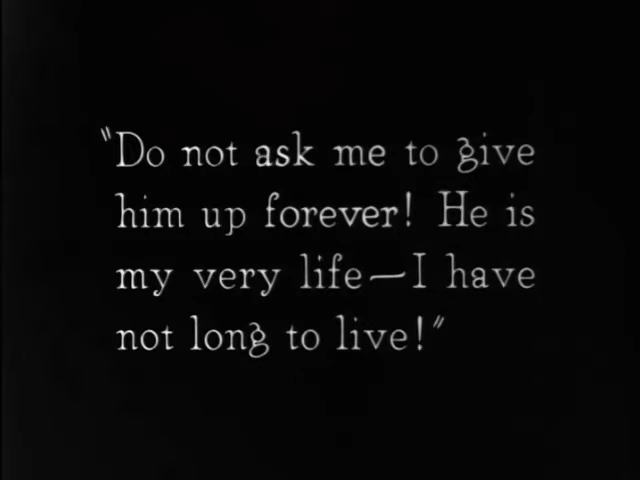 "Do not ask me to give
him up forever! He is
my very life—I have
not long to live!"